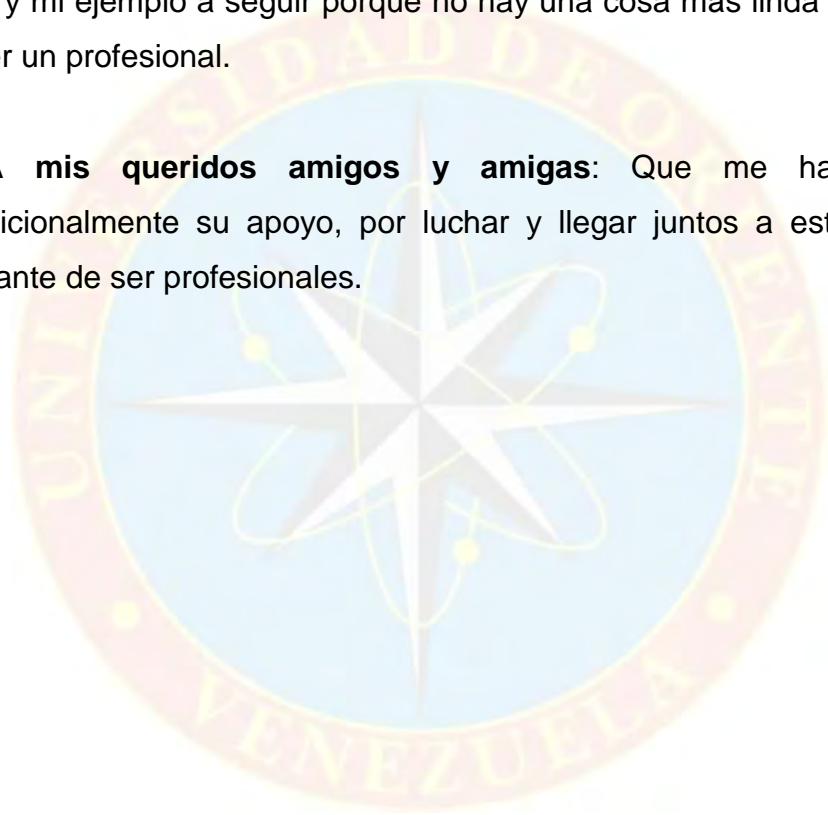 y mi ejemplo a seguir porque no hay una cosa más linda
r un profesional.
mis queridos amigos y amigas: Que me ha
icionalmente su apoyo, por luchar y llegar juntos a est
ante de ser profesionales.
UNIVERSIDAD DE ORIENTE
VENEZUELA